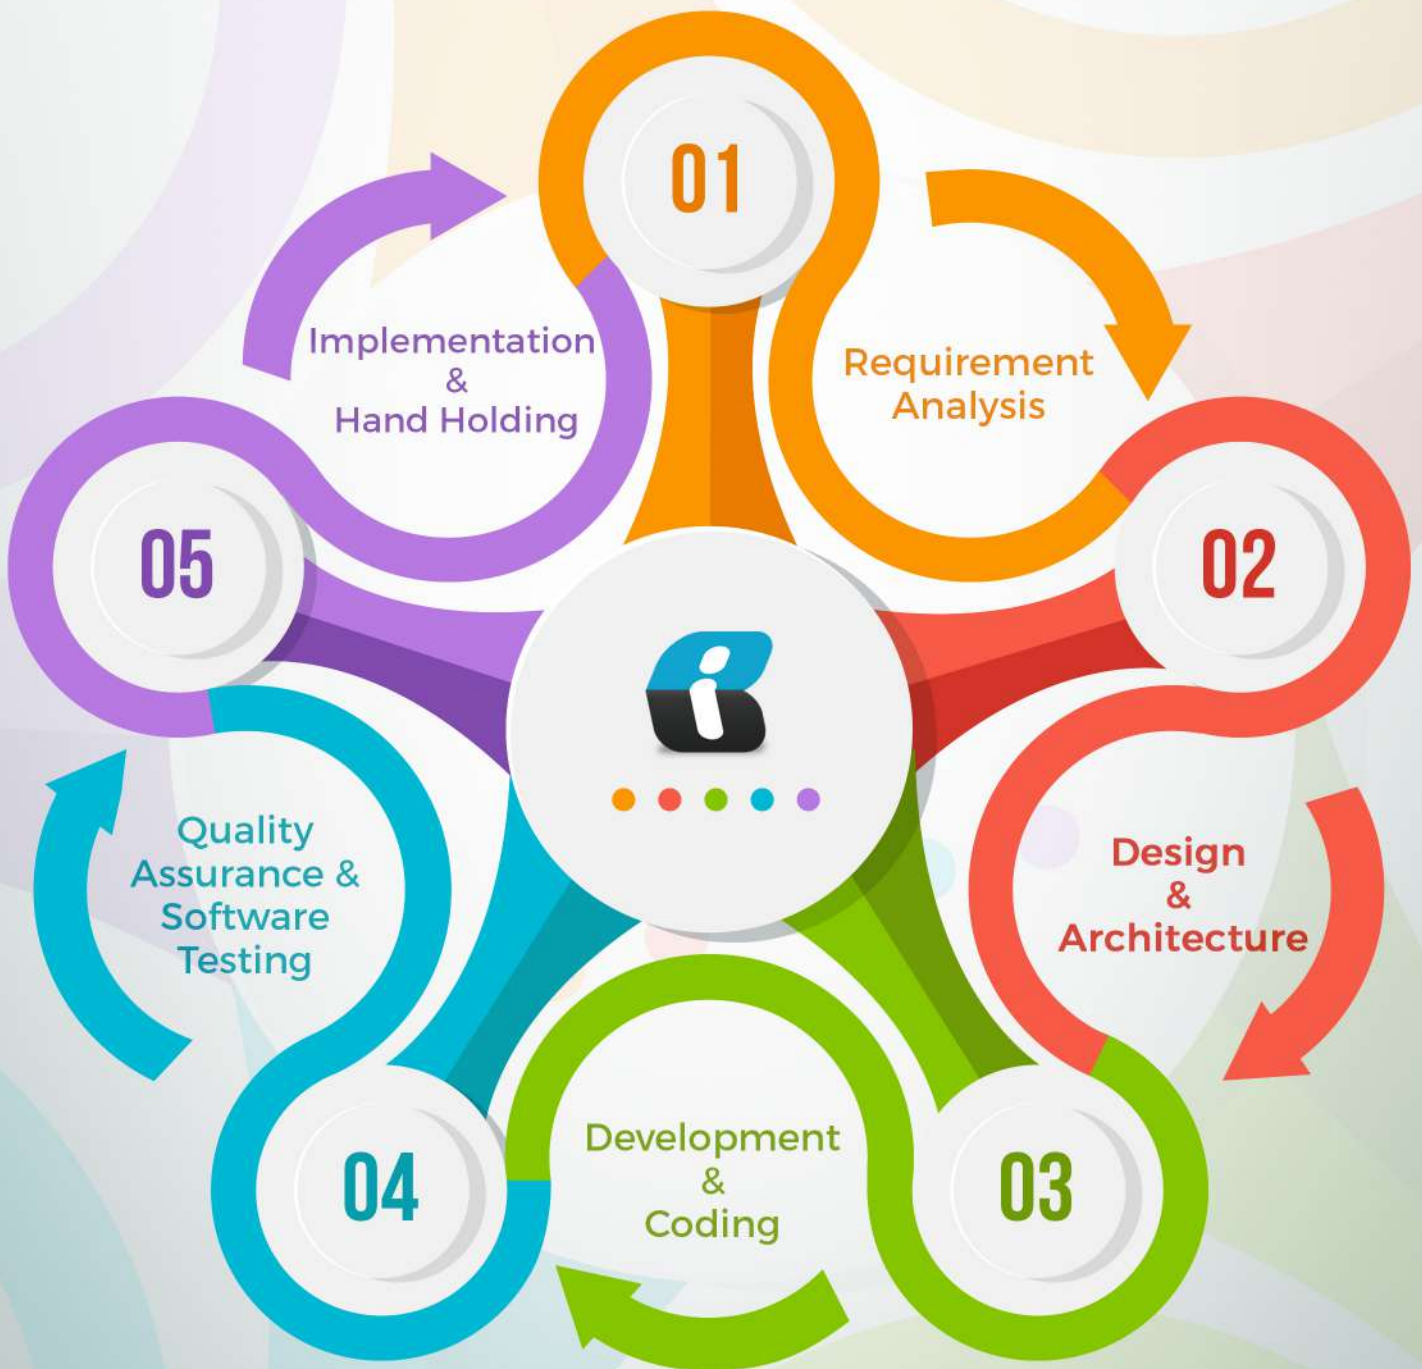 01
Requirement
Analysis
02
Design
&
Architecture
03
Development
&
Coding
04
Quality
Assurance &
Software
Testing
05
Implementation
&
Hand Holding